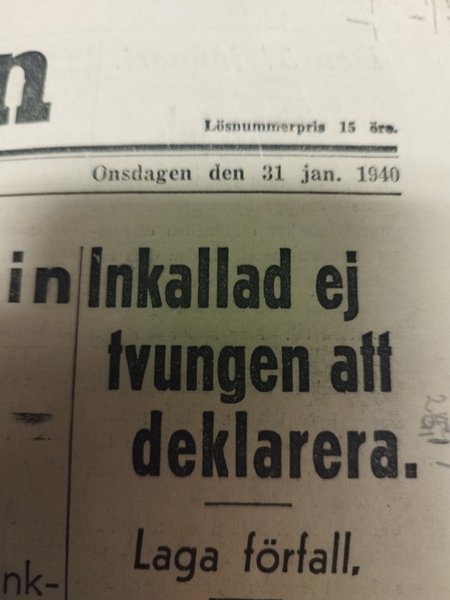 n
Lösnummerpris 15 öre.
Onsdagen den 31 jan. 1940
in
Inkallad ej
tvungen att
deklarera.
Laga förfall.
nk-